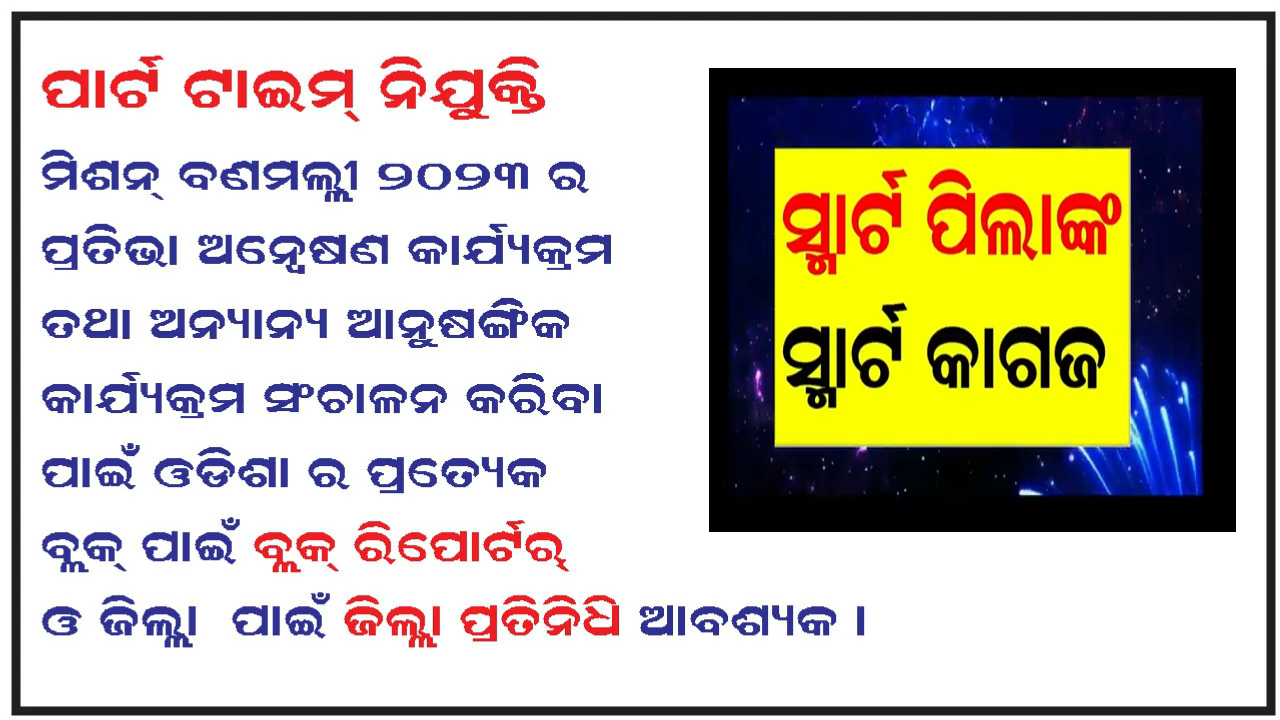 ପାର୍ଟ ଟାଇମ୍ ନିଯୁକ୍ତି
ମିଶନ୍ ବଣମଲ୍ଲୀ ୨୦୨୩ ର
ପ୍ରତିଭା ଅନ୍ୱେଷଣ କାର୍ଯ୍ୟକ୍ରମ
ତଥା ଅନ୍ୟାନ୍ୟ ଆନୁଷଙ୍ଗିକ
କାର୍ଯ୍ୟକ୍ରମ ସଂଚାଳନ କରିବା
ପାଇଁ ଓଡିଶା ର ପ୍ରତ୍ୟେକ
ବ୍ଲକ୍ ପାଇଁ ବ୍ଲକ୍ ରିପୋର୍ଟର୍
ଓ ଜିଲ୍ଲା ପାଇଁ ଜିଲ୍ଲା ପ୍ରତିନିଧି ଆବଶ୍ୟକ ।
ସ୍ମାର୍ଟ ପିଲାଙ୍କ
ସ୍ମାର୍ଟ କାଗଜ